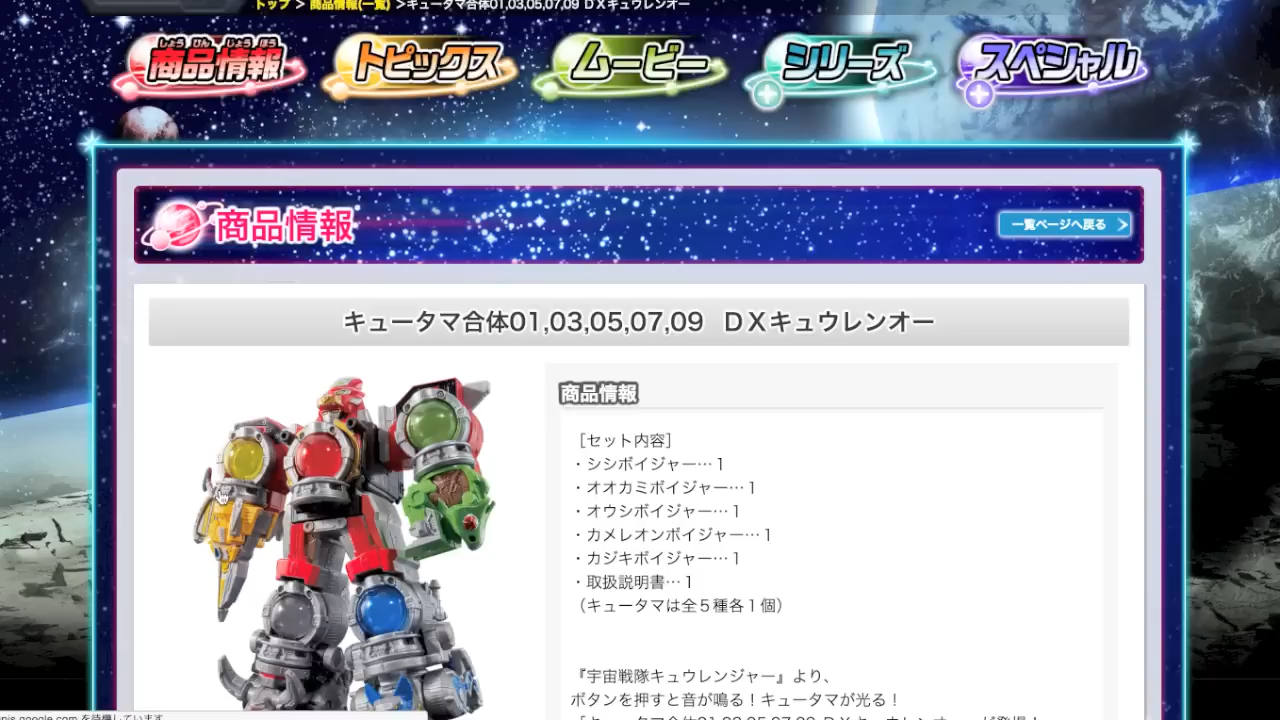 トップ > 商品情報(一覧) >キュータマ合体01,03,05,07,09 ＤＸキュウレンオー
しょうひんじょうほう
商品情報 トピックス ムービー シリーズ スペシャル
商品情報
一覧ページへ戻る
キュータマ合体01,03,05,07,09 ＤＸキュウレンオー
商品情報
［セット内容］
・シシボイジャー…１
・オオカミボイジャー…１
・オウシボイジャー…１
・カメレオンボイジャー…１
・カジキボイジャー…１
・取扱説明書…１
（キュータマは全５種各１個）
『宇宙戦隊キュウレンジャー』より、
ボタンを押すと音が鳴る！キュータマが光る！